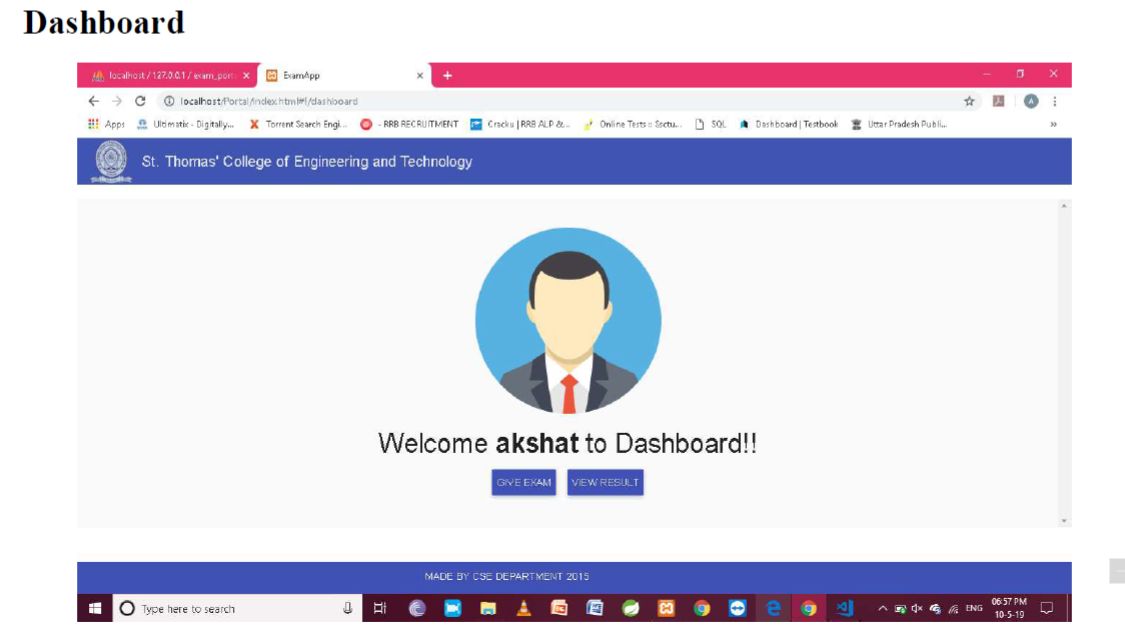 Dashboard
localhost / 127.0.0.1 / exam_port
ExamApp
localhost/Portal/index.html#!/dashboard
Apps Ultimatix - Digitally... Torrent Search Engi... - RRB RECRUITMENT Cracku | RRB ALP &... Online Tests :: SQL Dashboard | Testbook Uttar Pradesh Publi... »
St. Thomas' College of Engineering and Technology
Welcome akshat to Dashboard!!
GIVE EXAM VIEW RESULT
MADE BY CSE DEPARTMENT 2015
Type here to search
ENG
06:57 PM
10-5-19